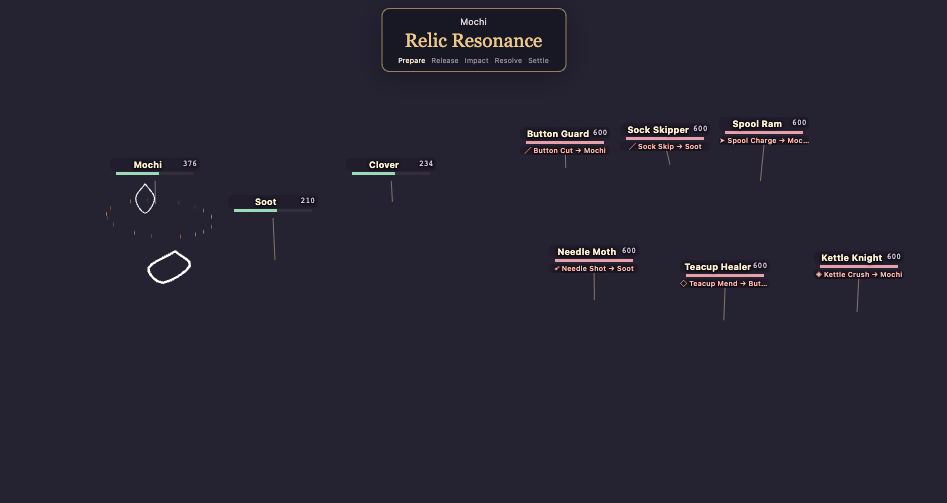 Mochi
Relic Resonance
Prepare Release Impact Resolve Settle
Button Guard 600
╱ Button Cut → Mochi
Sock Skipper 600
╱ Sock Skip → Soot
Spool Ram 600
➤ Spool Charge → Moc...
Mochi 376
Clover 234
Soot 210
Needle Moth 600
➶ Needle Shot → Soot
Teacup Healer 600
◇ Teacup Mend → But...
Kettle Knight 600
◈ Kettle Crush → Mochi